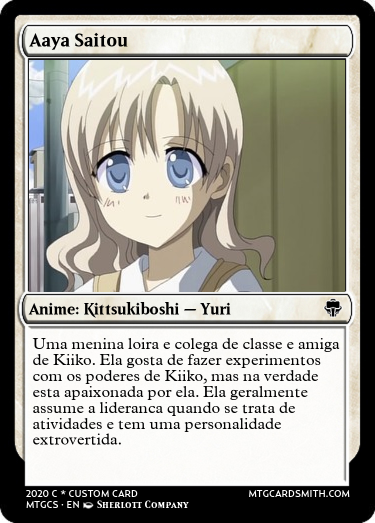 Aaya Saitou
Anime: Kittsukiboshi — Yuri
Uma menina loira e colega de classe e amiga
de Kiiko. Ela gosta de fazer experimentos
com os poderes de Kiiko, mas na verdade
esta apaixonada por ela. Ela geralmente
assume a lideranca quando se trata de
atividades e tem uma personalidade
extrovertida.
2020 C * CUSTOM CARD
MTGCARDSMITH.COM
MTGCS · EN Sherlott Company